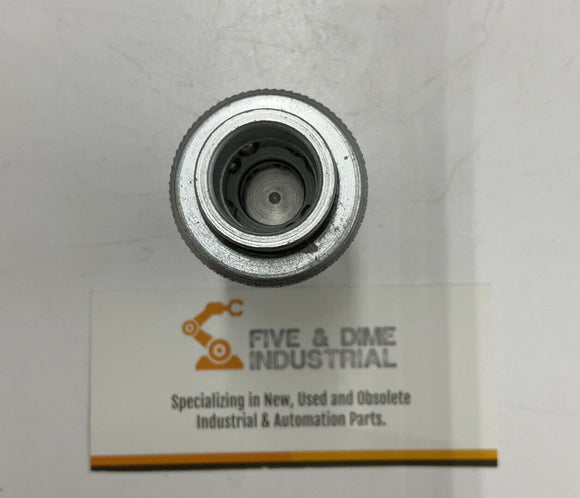 FIVE & DIME
INDUSTRIAL
Specializing in New, Used and Obsolete
Industrial & Automation Parts.